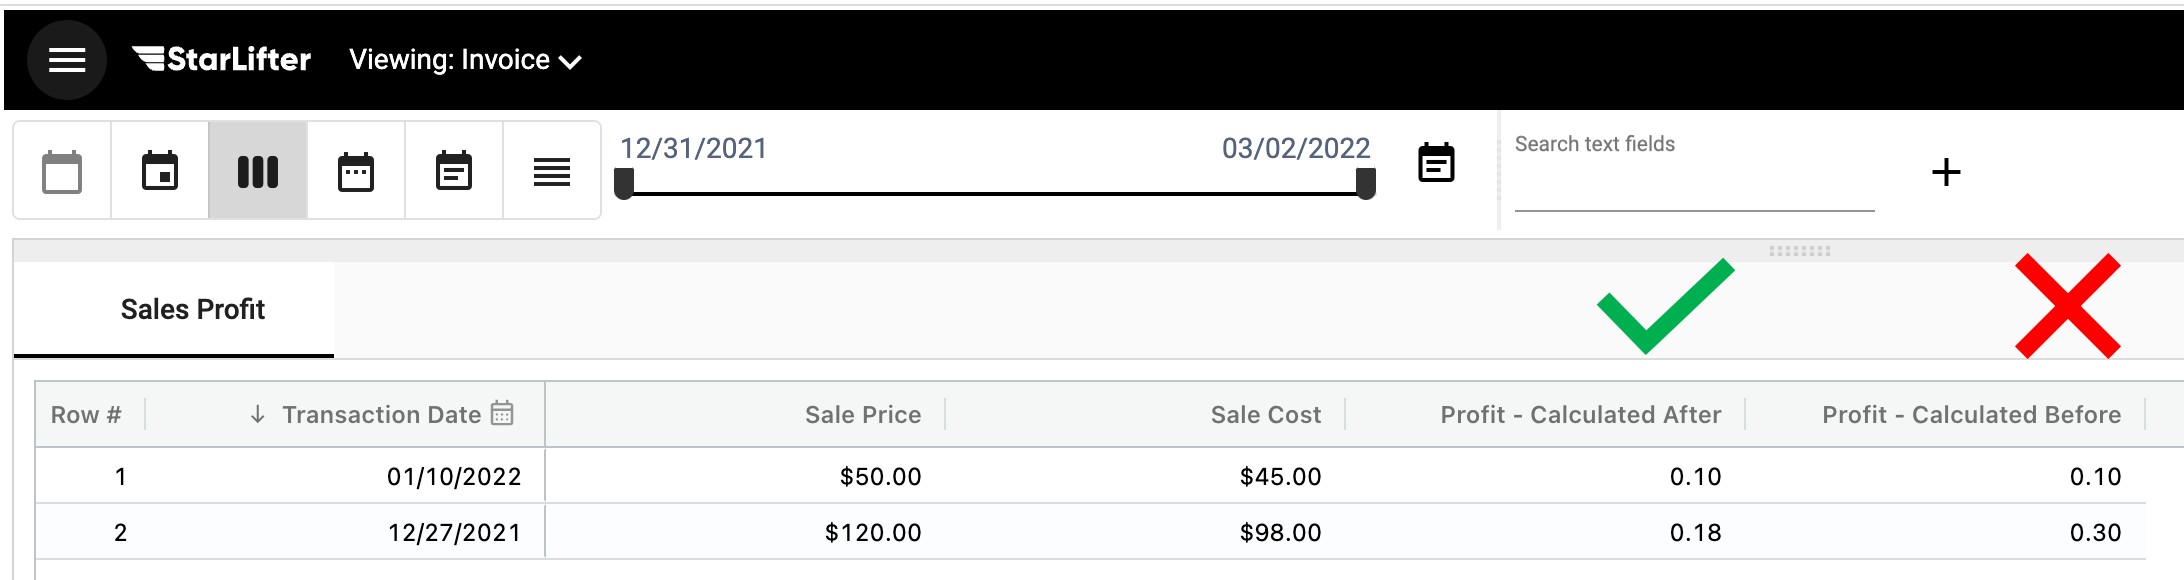 StarLifter Viewing: Invoice
12/31/2021 03/02/2022 Search text fields
Sales Profit
Row # Transaction Date Sale Price Sale Cost Profit - Calculated After Profit - Calculated Before
1 01/10/2022 $50.00 $45.00 0.10 0.10
2 12/27/2021 $120.00 $98.00 0.18 0.30